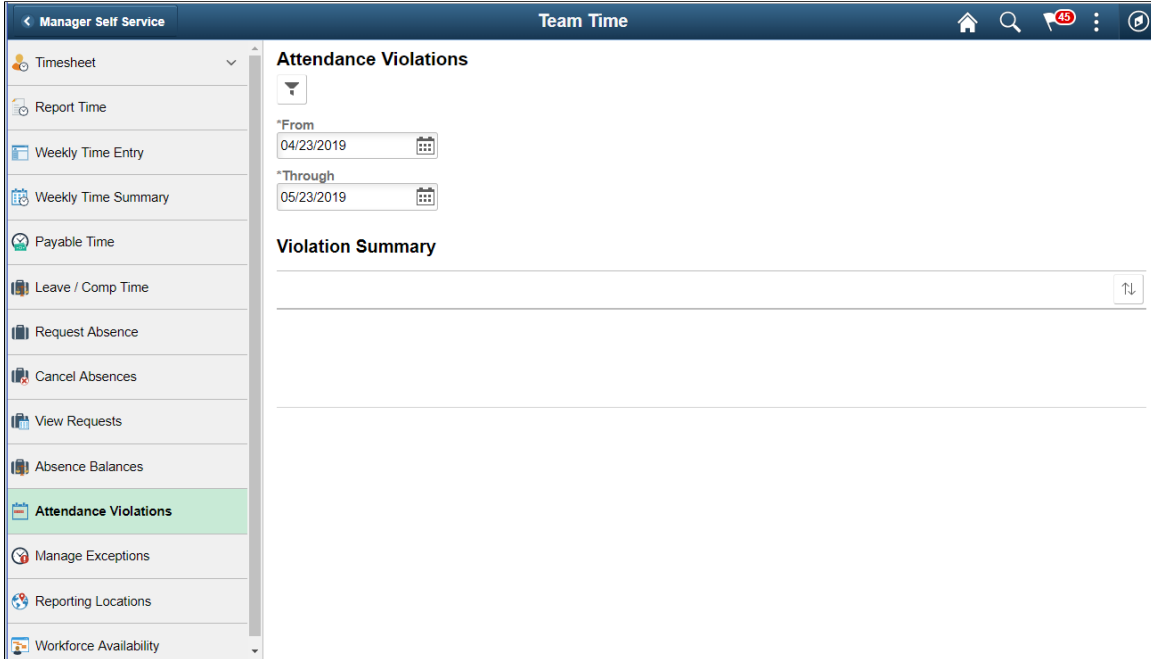 Manager Self Service
Team Time
45
Timesheet
Report Time
Weekly Time Entry
Weekly Time Summary
Payable Time
Leave / Comp Time
Request Absence
Cancel Absences
View Requests
Absence Balances
Attendance Violations
Manage Exceptions
Reporting Locations
Workforce Availability
Attendance Violations
*From
04/23/2019
*Through
05/23/2019
Violation Summary